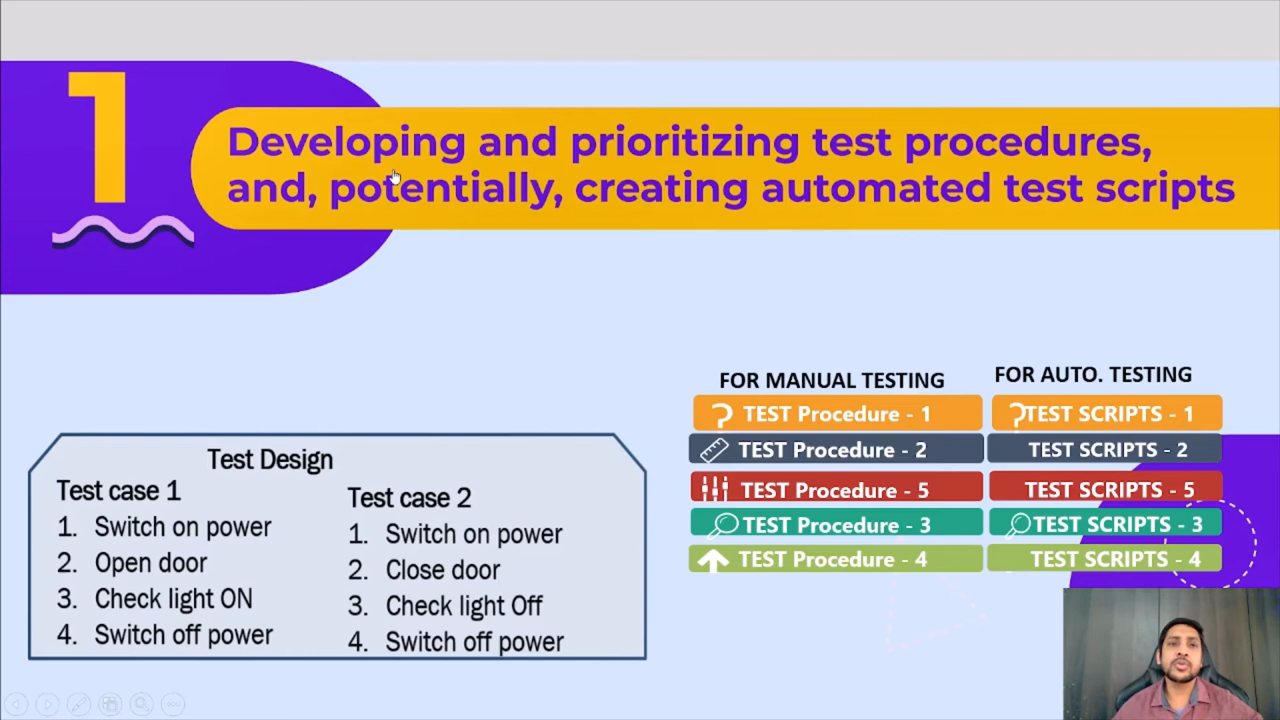 1
Developing and prioritizing test procedures,
and, potentially, creating automated test scripts
Test Design
Test case 1
1. Switch on power
2. Open door
3. Check light ON
4. Switch off power
Test case 2
1. Switch on power
2. Close door
3. Check light Off
4. Switch off power
FOR MANUAL TESTING
TEST Procedure - 1
TEST Procedure - 2
TEST Procedure - 5
TEST Procedure - 3
TEST Procedure - 4
FOR AUTO. TESTING
TEST SCRIPTS - 1
TEST SCRIPTS - 2
TEST SCRIPTS - 5
TEST SCRIPTS - 3
TEST SCRIPTS - 4